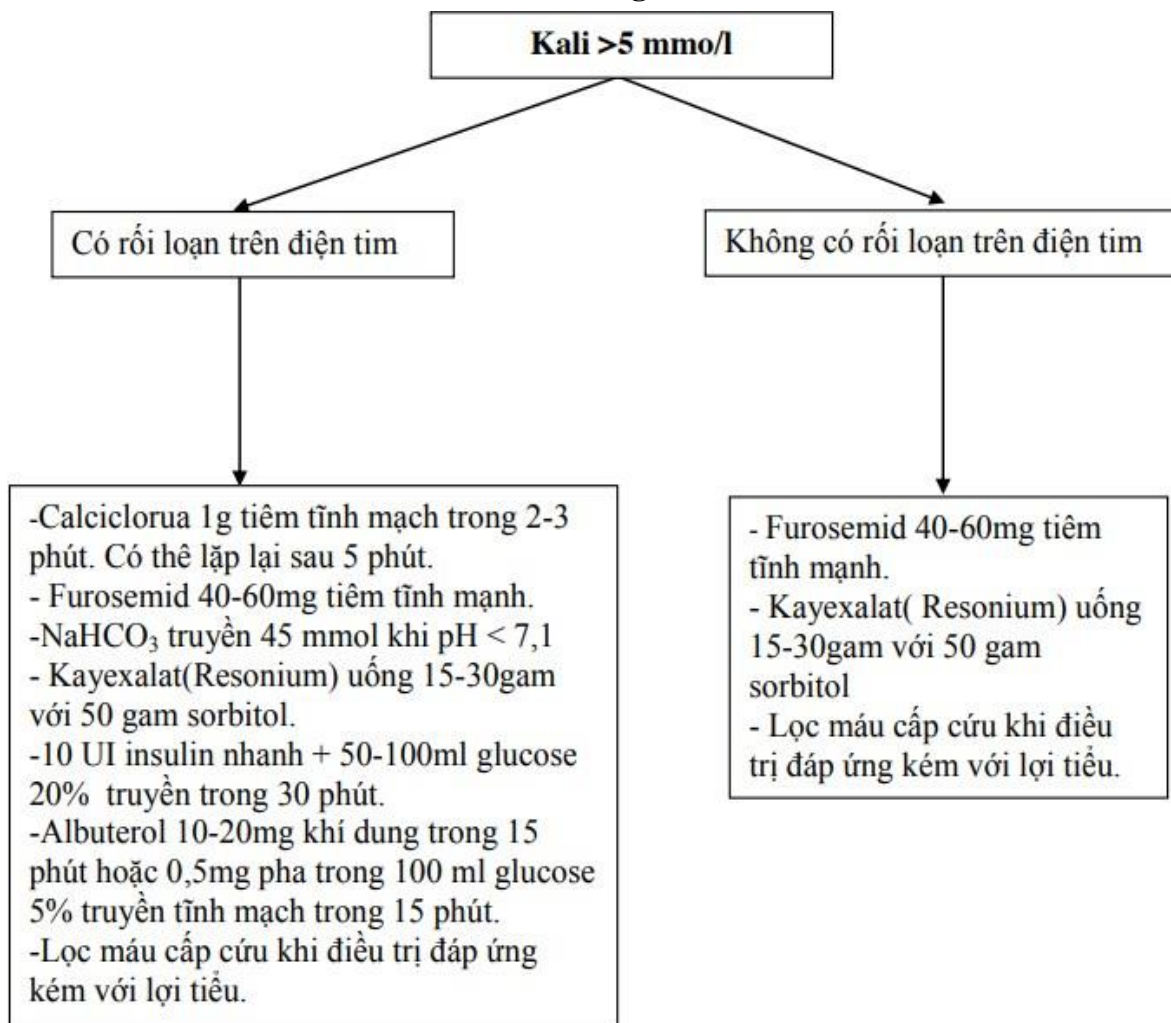 Kali >5 mmo/l
Có rối loạn trên điện tim
Không có rối loạn trên điện tim
-Calciclorua 1g tiêm tĩnh mạch trong 2-3
phút. Có thể lặp lại sau 5 phút.
- Furosemid 40-60mg tiêm tĩnh mạnh.
-NaHCO₃ truyền 45 mmol khi pH < 7,1
- Kayexalat(Resonium) uống 15-30gam
với 50 gam sorbitol.
-10 UI insulin nhanh + 50-100ml glucose
20%  truyền trong 30 phút.
-Albuterol 10-20mg khí dung trong 15
phút hoặc 0,5mg pha trong 100 ml glucose
5% truyền tĩnh mạch trong 15 phút.
-Lọc máu cấp cứu khi điều trị đáp ứng
kém với lợi tiểu.
- Furosemid 40-60mg tiêm
tĩnh mạnh.
- Kayexalat( Resonium) uống
15-30gam với 50 gam
sorbitol
- Lọc máu cấp cứu khi điều
trị đáp ứng kém với lợi tiểu.